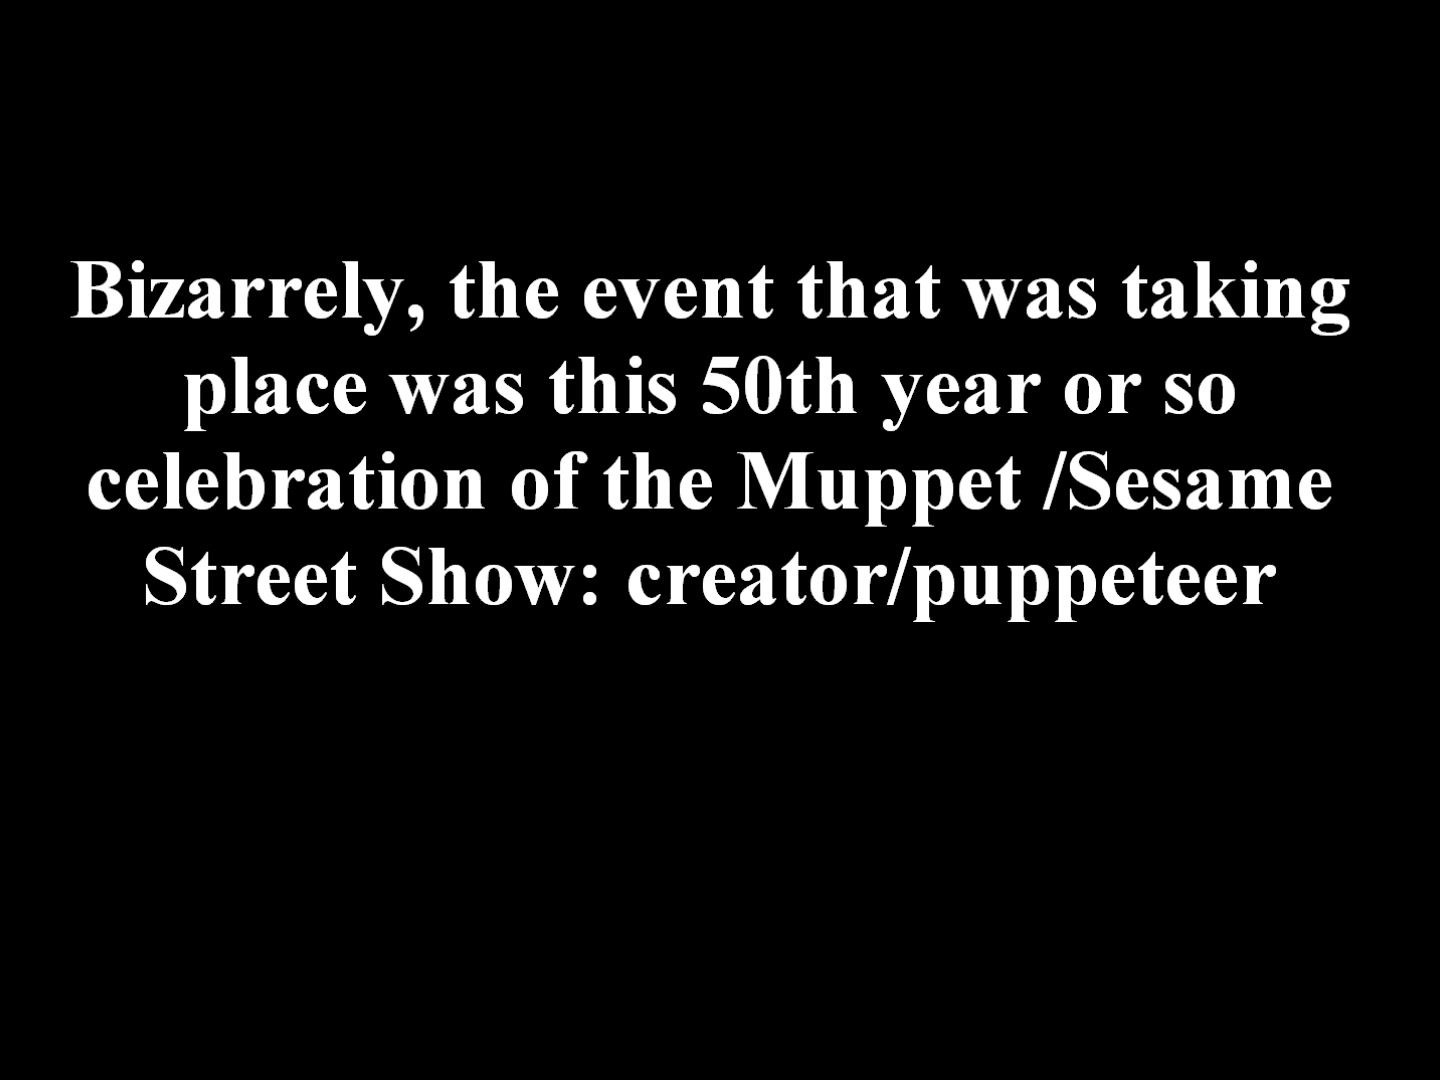 Bizarrely, the event that was taking
place was this 50th year or so
celebration of the Muppet /Sesame
Street Show: creator/puppeteer